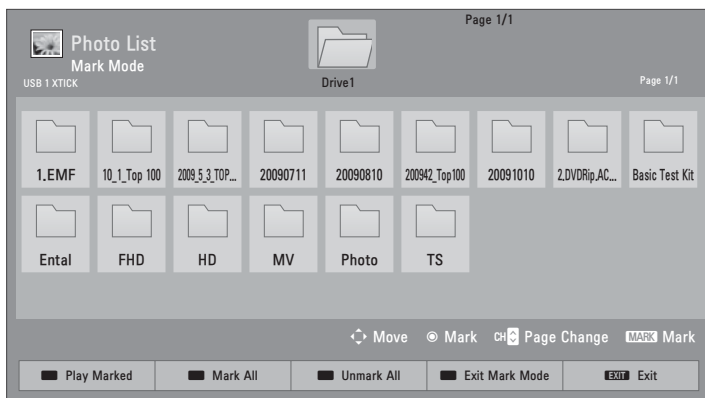 Page 1/1
Photo List
Mark Mode
USB 1 XTICK
Drive1
Page 1/1
1.EMF 10_1_Top 100 2009_5_3_TOP... 20090711 20090810 200942_Top100 20091010 2,DVDRip,AC... Basic Test Kit
Ental FHD HD MV Photo TS
Move Mark CH Page Change MARK Mark
Play Marked Mark All Unmark All Exit Mark Mode EXIT Exit